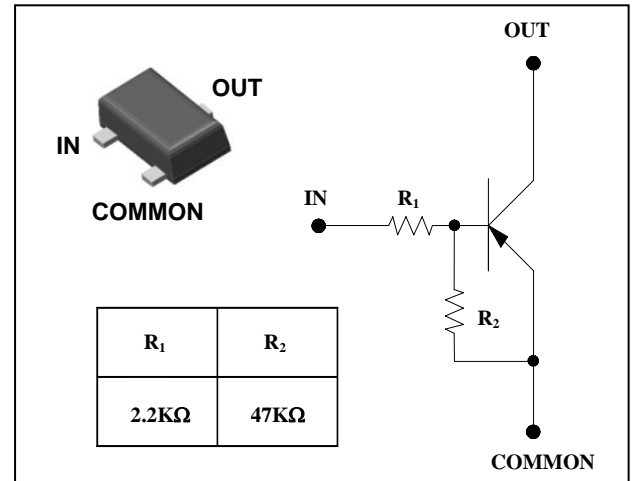 OUT
IN
COMMON
OUT
IN
R₁
R₂
COMMON
R₁ R₂
2.2KΩ 47KΩ